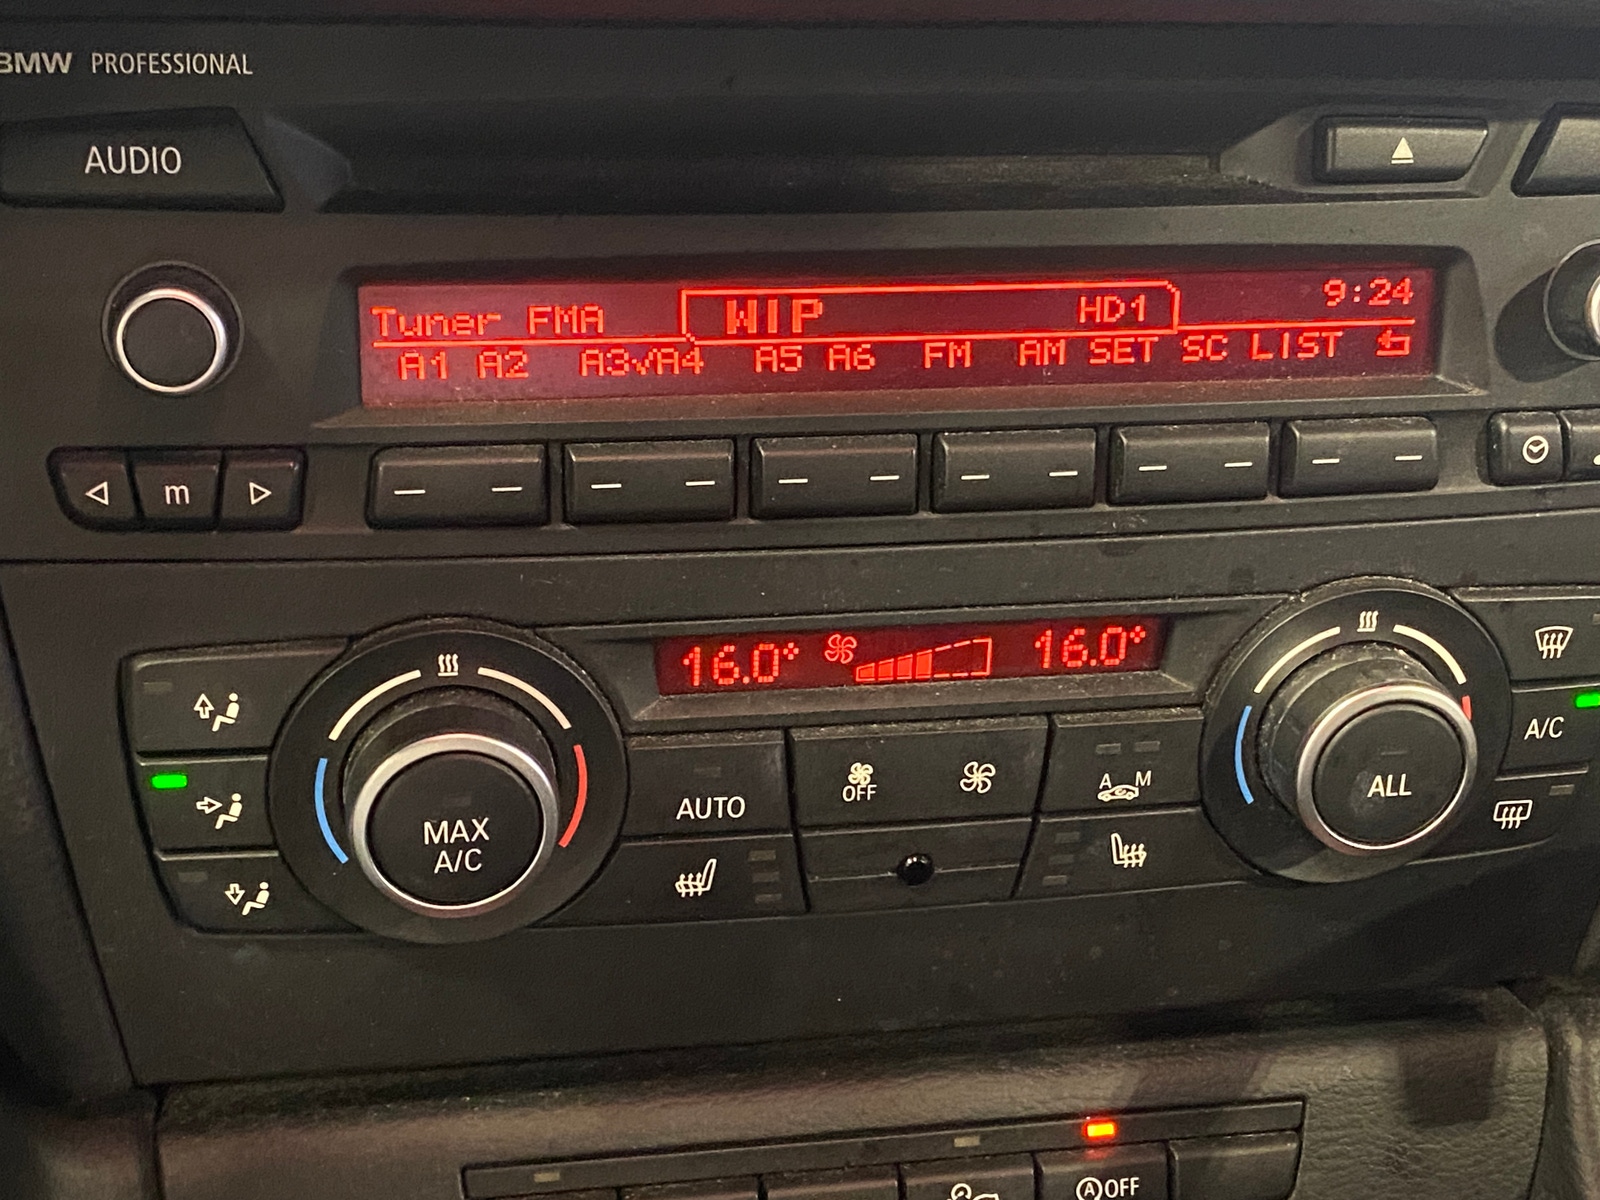 BMW PROFESSIONAL
AUDIO
Tuner FMA WIP HD1 9:24
A1 A2 A3√A4 A5 A6 FM AM SET SC LIST
m
16.0° 16.0°
MAX A/C
AUTO
OFF
A M
ALL
A/C
A OFF